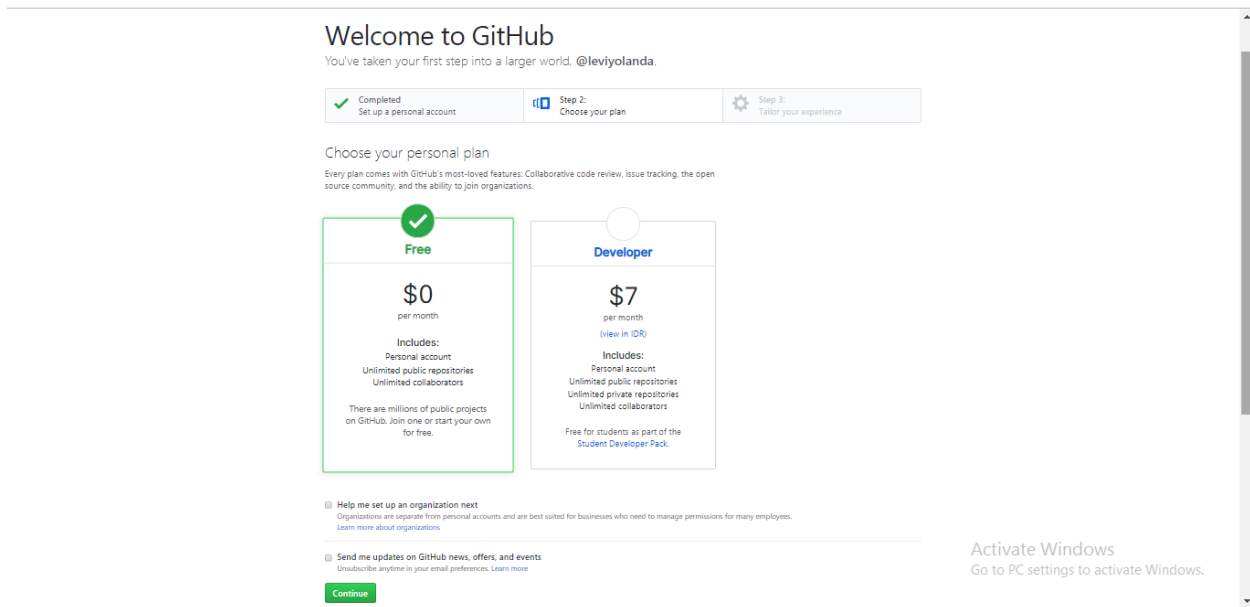 Welcome to GitHub
You've taken your first step into a larger world, @leviyolanda.
Completed
Set up a personal account
Step 2:
Choose your plan
Step 3:
Tailor your experience
Choose your personal plan
Every plan comes with GitHub's most-loved features: Collaborative code review, issue tracking, the open
source community, and the ability to join organizations.
Free
$0
per month
Includes:
Personal account
Unlimited public repositories
Unlimited collaborators
There are millions of public projects
on GitHub. Join one or start your own
for free.
Developer
$7
per month
(view in IDR)
Includes:
Personal account
Unlimited public repositories
Unlimited private repositories
Unlimited collaborators
Free for students as part of the
Student Developer Pack.
Help me set up an organization next
Organizations are separate from personal accounts and are best suited for businesses who need to manage permissions for many employees.
Learn more about organizations
Send me updates on GitHub news, offers, and events
Unsubscribe anytime in your email preferences. Learn more
Continue
Activate Windows
Go to PC settings to activate Windows.